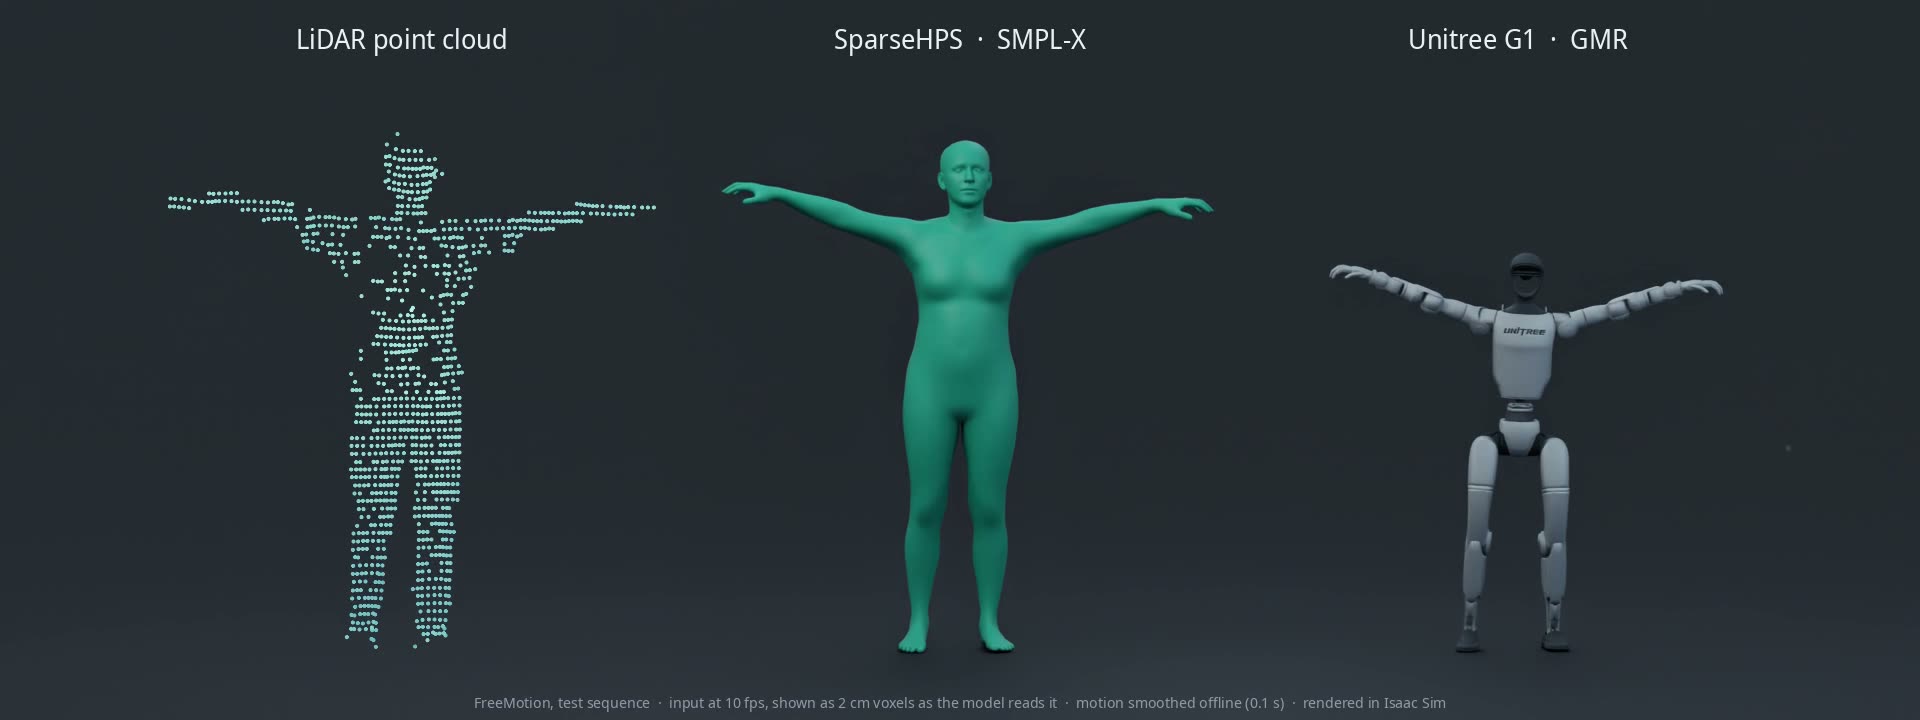 LiDAR point cloud
SparseHPS · SMPL-X
Unitree G1 · GMR
UNITREE
FreeMotion, test sequence · input at 10 fps, shown as 2 cm voxels as the model reads it · motion smoothed offline (0.1 s) · rendered in Isaac Sim